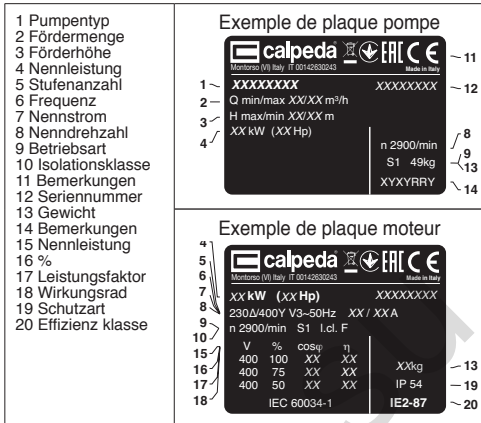 1 Pumpentyp
2 Fördermenge
3 Förderhöhe
4 Nennleistung
5 Stufenanzahl
6 Frequenz
7 Nennstrom
8 Nenndrehzahl
9 Betriebsart
10 Isolationsklasse
11 Bemerkungen
12 Seriennummer
13 Gewicht
14 Bemerkungen
15 Nennleistung
16 %
17 Leistungsfaktor
18 Wirkungsrad
19 Schutzart
20 Effizienz klasse
Exemple de plaque pompe
calpeda EAC CE
Montorso (VI) Italy IT 00142630243 Made in Italy
11
1 XXXXXXXX XXXXXXXX 12
2 Q min/max XX/XX m³/h
3 H max/min XX/XX m
4 XX kW (XX Hp)
n 2900/min 8
S1 49kg 9
13
XYXYRRY 14
Exemple de plaque moteur
calpeda EAC CE
Montorso (VI) Italy IT 00142630243 Made in Italy
4
5
6
7
8
9
10
15
16
17
18
XX kW (XX Hp) XXXXXXXX
230Δ/400Y V3~50Hz XX / XX A
n 2900/min S1 I.cl. F
V % cosφ η
400 100 XX XX
400 75 XX XX
400 50 XX XX
IEC 60034-1
XXkg 13
IP 54 19
IE2-87 20